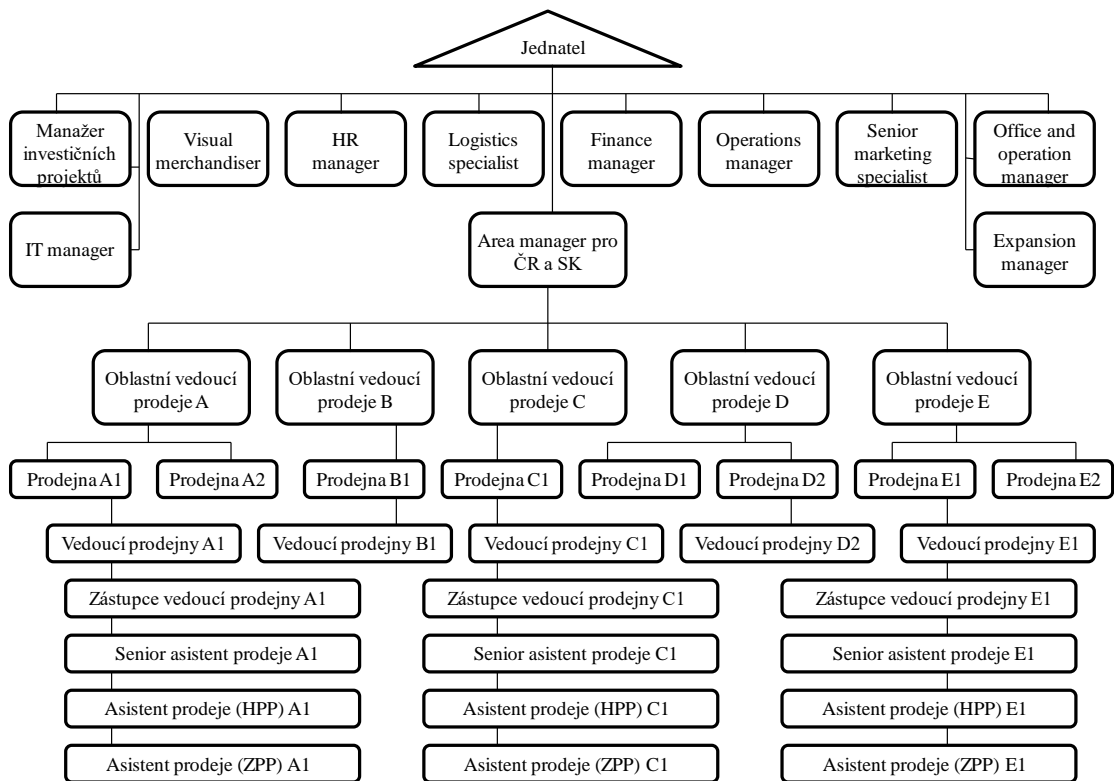 Jednatel
Manažer
investičních
projektů
Visual
merchandiser
HR
manager
Logistics
specialist
Finance
manager
Operations
manager
Senior
marketing
specialist
Office and
operation
manager
IT manager
Area manager pro
ČR a SK
Expansion
manager
Oblastní vedoucí
prodeje A
Oblastní vedoucí
prodeje B
Oblastní vedoucí
prodeje C
Oblastní vedoucí
prodeje D
Oblastní vedoucí
prodeje E
Prodejna A1
Prodejna A2
Prodejna B1
Prodejna C1
Prodejna D1
Prodejna D2
Prodejna E1
Prodejna E2
Vedoucí prodejny A1
Vedoucí prodejny B1
Vedoucí prodejny C1
Vedoucí prodejny D2
Vedoucí prodejny E1
Zástupce vedoucí prodejny A1
Zástupce vedoucí prodejny C1
Zástupce vedoucí prodejny E1
Senior asistent prodeje A1
Senior asistent prodeje C1
Senior asistent prodeje E1
Asistent prodeje (HPP) A1
Asistent prodeje (HPP) C1
Asistent prodeje (HPP) E1
Asistent prodeje (ZPP) A1
Asistent prodeje (ZPP) C1
Asistent prodeje (ZPP) E1